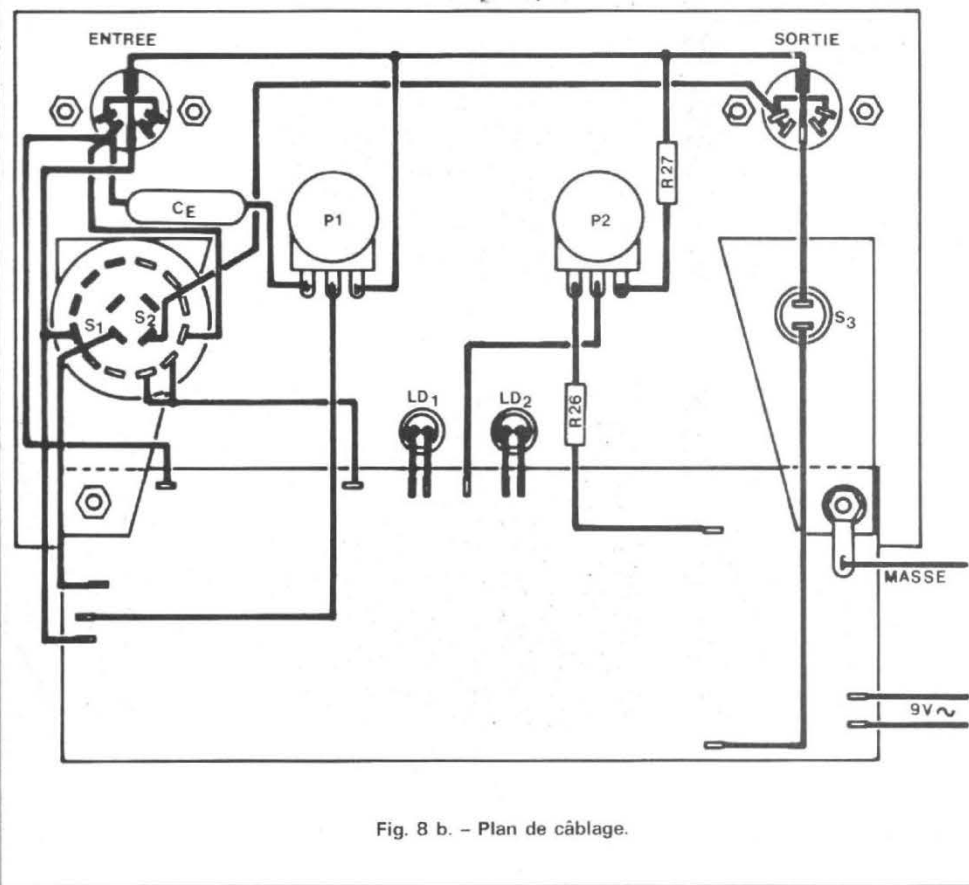 ENTREE
SORTIE
CE
P1
P2
R27
S1
S2
S3
LD1
LD2
R26
MASSE
9V~
Fig. 8 b. – Plan de câblage.